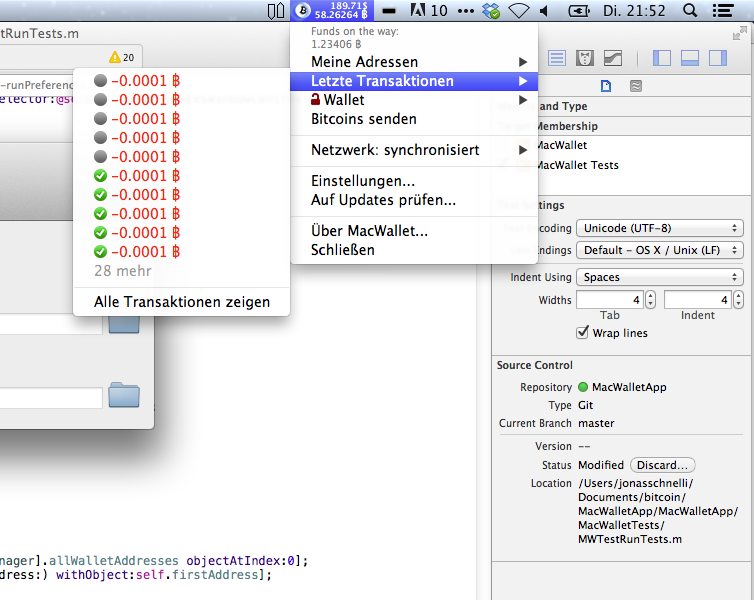 189.71$
58.26264 ฿
10
Di. 21:52
tRunTests.m
20
-runPreferenc
elector:@s
Funds on the way:
1.23406 ฿
Meine Adressen
Letzte Transaktionen
Wallet
Bitcoins senden
Netzwerk: synchronisiert
Einstellungen...
Auf Updates prüfen...
Über MacWallet...
Schließen
-0.0001 ฿
-0.0001 ฿
-0.0001 ฿
-0.0001 ฿
-0.0001 ฿
-0.0001 ฿
-0.0001 ฿
-0.0001 ฿
-0.0001 ฿
-0.0001 ฿
28 mehr
Alle Transaktionen zeigen
and Type
Membership
MacWallet
MacWallet Tests
ttings
oding Unicode (UTF-8)
Endings Default - OS X / Unix (LF)
Indent Using Spaces
Widths 4 4
Tab Indent
Wrap lines
Source Control
Repository MacWalletApp
Type Git
Current Branch master
Version --
Status Modified Discard...
Location /Users/jonasschnelli/
Documents/bitcoin/
MacWalletApp/MacWalletApp/
MacWalletTests/
MWTestRunTests.m
nager].allWalletAddresses objectAtIndex:0];
dress:) withObject:self.firstAddress];